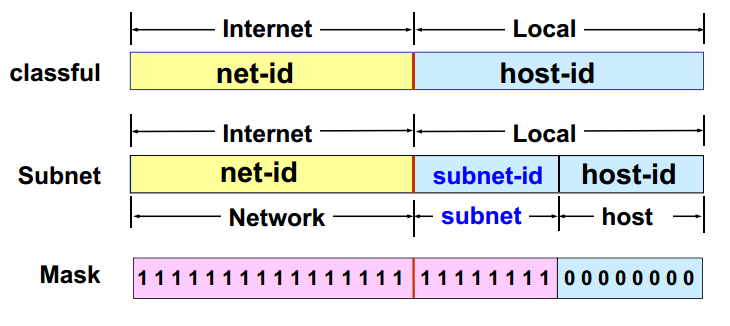 Internet Local
classful net-id host-id
Internet Local
Subnet net-id subnet-id host-id
Network subnet host
Mask 1 1 1 1 1 1 1 1 1 1 1 1 1 1 1 1 1 1 1 1 1 1 1 1 0 0 0 0 0 0 0 0